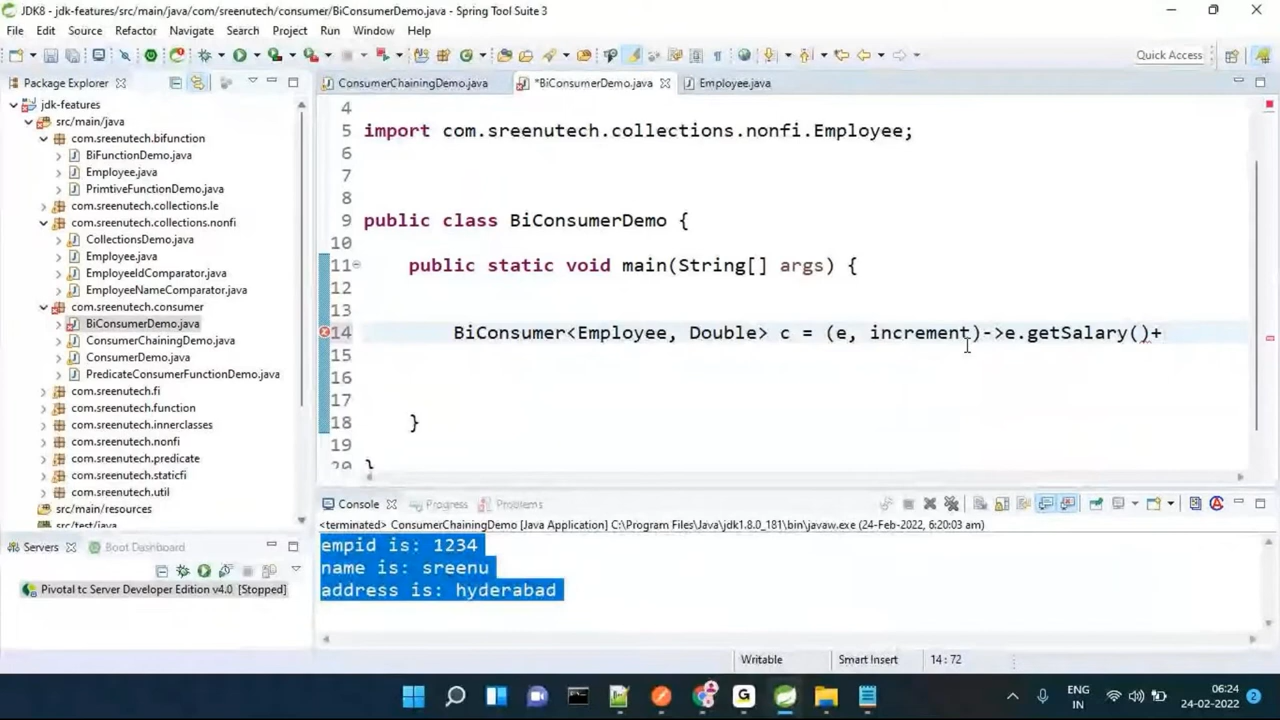 JDK8 - jdk-features/src/main/java/com/sreenutech/consumer/BiConsumerDemo.java - Spring Tool Suite 3
File Edit Source Refactor Navigate Search Project Run Window Help
Quick Access
Package Explorer
jdk-features
src/main/java
com.sreenutech.bifunction
BiFunctionDemo.java
Employee.java
PrimtiveFunctionDemo.java
com.sreenutech.collections.le
com.sreenutech.collections.nonfi
CollectionsDemo.java
Employee.java
EmployeeIdComparator.java
EmployeeNameComparator.java
com.sreenutech.consumer
BiConsumerDemo.java
ConsumerChainingDemo.java
ConsumerDemo.java
PredicateConsumerFunctionDemo.java
com.sreenutech.fi
com.sreenutech.function
com.sreenutech.innerclasses
com.sreenutech.nonfi
com.sreenutech.predicate
com.sreenutech.staticfi
com.sreenutech.util
src/main/resources
src/test/java
Servers Boot Dashboard
Pivotal tc Server Developer Edition v4.0 [Stopped]
ConsumerChainingDemo.java *BiConsumerDemo.java Employee.java
4
5 import com.sreenutech.collections.nonfi.Employee;
6
7
8
9 public class BiConsumerDemo {
10
11 public static void main(String[] args) {
12
13
14 BiConsumer<Employee, Double> c = (e, increment)->e.getSalary()+
15
16
17
18 }
19
20 }
Console Progress Problems
<terminated> ConsumerChainingDemo [Java Application] C:\Program Files\Java\jdk1.8.0_181\bin\javaw.exe (24-Feb-2022, 6:20:03 am)
empid is: 1234
name is: sreenu
address is: hyderabad
Writable Smart Insert 14:72
ENG
IN
06:24
24-02-2022
2